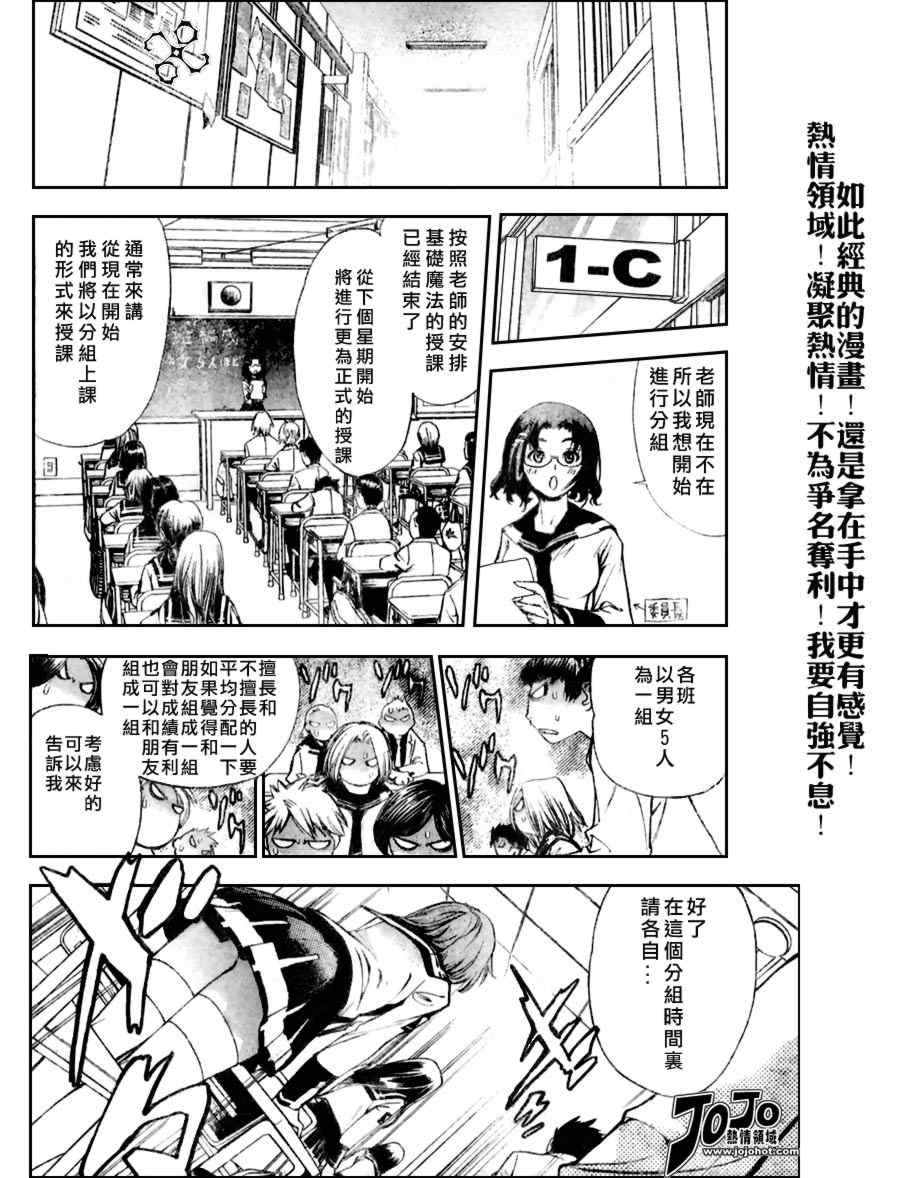 1-C
按照老師的安排
基礎魔法的授課
已經結束了
從下個星期開始
將進行更為正式的授課
通常來講
從現在開始
我們將以分組上課
的形式來授課
老師現在不在
所以我想開始
進行分組
委員長
各班
以男女5人
為一組
擅長和
不擅長的人要
平均分配一下
如果覺得和
朋友組成一組
會對成績有利
也可以和朋友
組成一組
考慮好的
可以來
告訴我
好了
在這個分組時間裏
請各自…
如此經典的漫畫！還是拿在手中才更有感覺！
熱情領域！凝聚熱情！不為爭名奪利！我要自強不息！
JOJO
熱情領域
www.jojohot.com